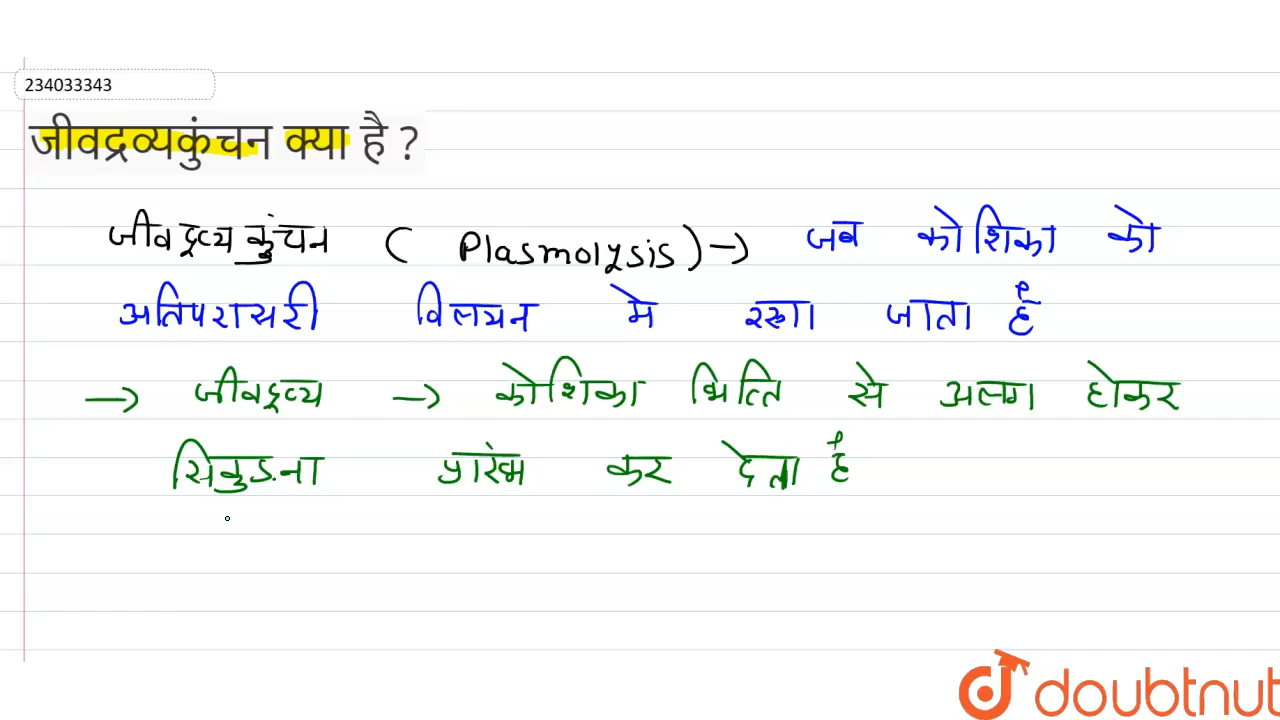 234033343
जीवद्रव्यकुंचन क्या है ?
जीवद्रव्यकुंचन ( Plasmolysis) → जब कोशिका को
अतिपरासरी विलयन मे रखा जाता है
→ जीवद्रव्य → कोशिका भित्ति से अलग होकर
सिकुड़ना प्रारंभ कर देता है
doubtnut